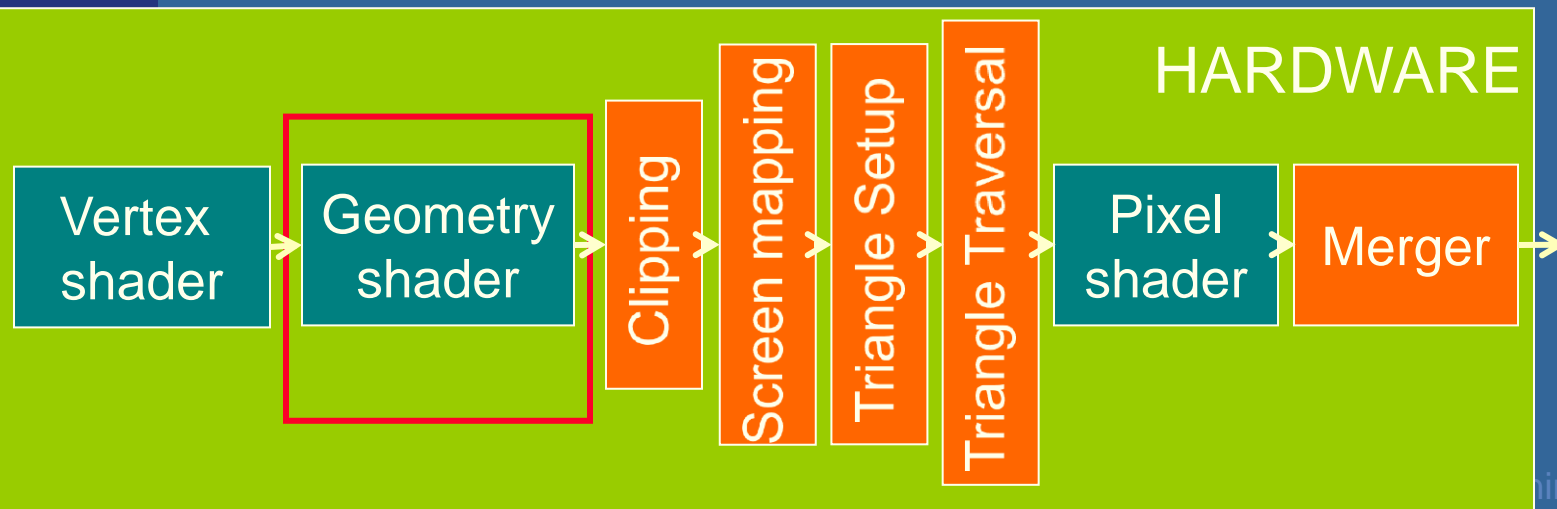 HARDWARE
Vertex
shader
Geometry
shader
Clipping
Screen mapping
Triangle Setup
Triangle Traversal
Pixel
shader
Merger